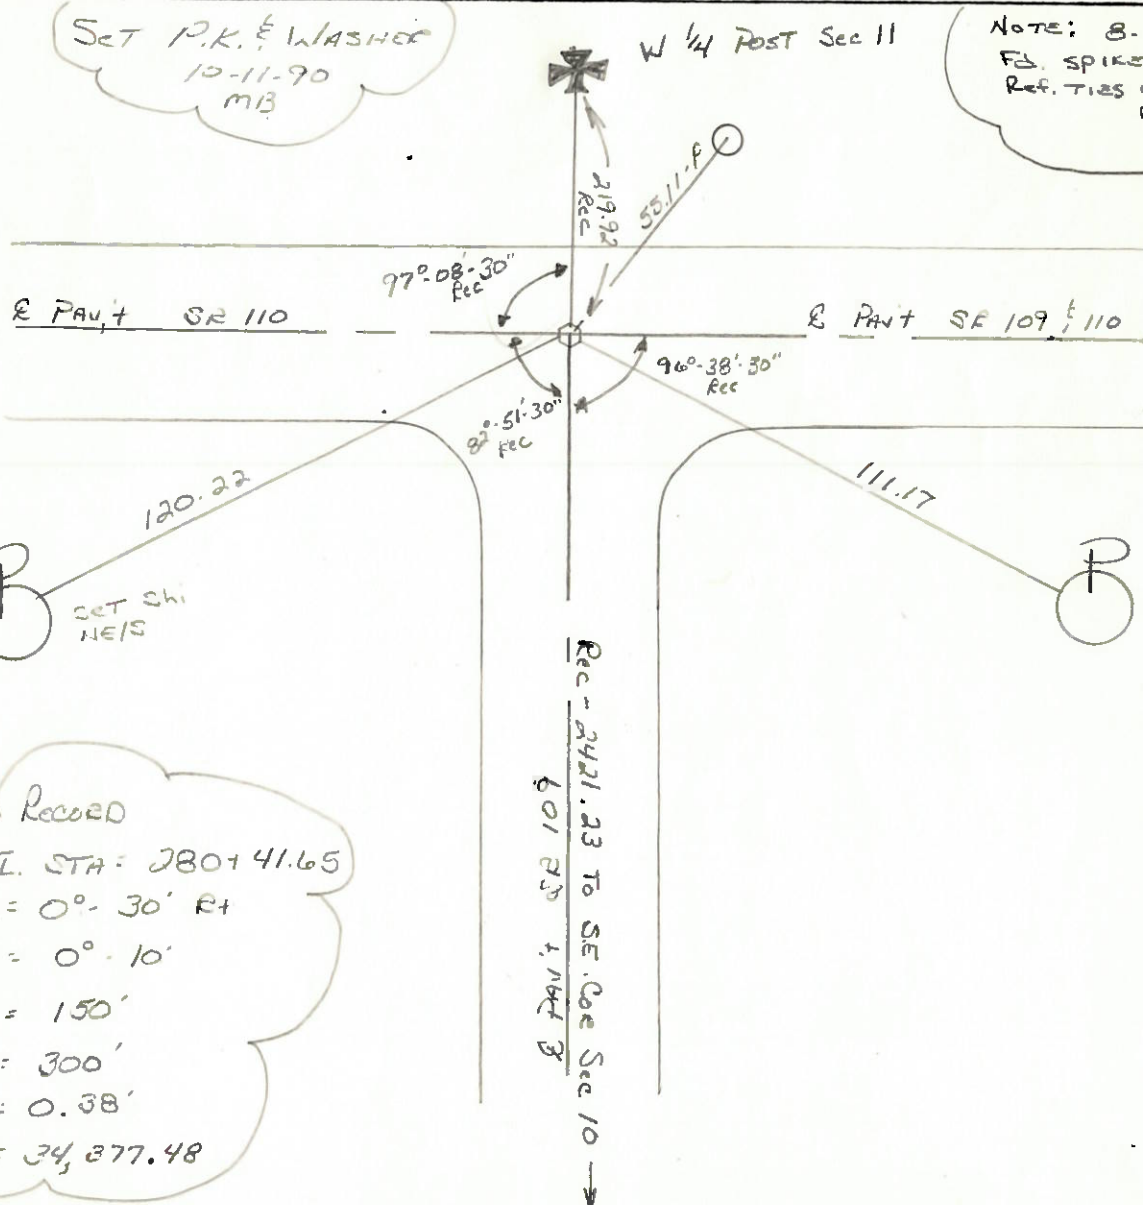 SET P.K. & WASHER
10-11-90
MB
W 1/4 POST Sec 11
NOTE: 8-
Fd. SPIKE
Ref. TIES
219.92
Rec
55.11
97°-08'-30"
Rec
℄ PAV'T SR 110
℄ PAV'T SR 109 & 110
96°-38'-30"
Rec
82°-51'-30"
Rec
120.22
111.17
P
P
SET Shi
NE/S
Rec - 2421.23 To S.E. Cor Sec 10
℄ PAV'T SR 109
RECORD
I. STA = 280+41.65
= 0°-30' Rt
= 0°-10'
= 150'
= 300'
= 0.38'
= 34,377.48